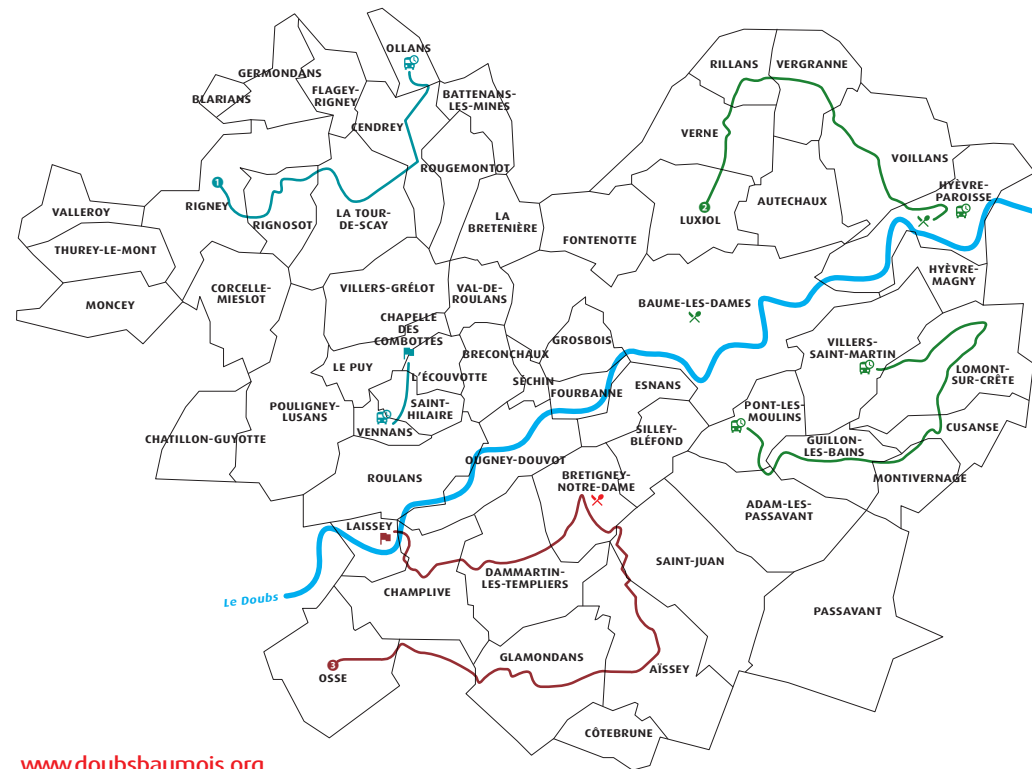 OLLANS
RILLANS
VERGRANNE
GERMONDANS
BLARIANS
FLAGEY-
RIGNEY
BATTENANS-
LES-MINES
CENDREY
VERNE
VOILLANS
ROUGEMONTOT
1
RIGNEY
HYÈVRE-
PAROISSE
VALLEROY
RIGNOSOT
LA TOUR-
DE-SCAY
LA
BRETENIÈRE
2
LUXIOL
AUTECHAUX
THUREY-LE-MONT
FONTENOTTE
HYÈVRE-
MAGNY
MONCEY
CORCELLE-
MIESLOT
VILLERS-GRÉLOT
VAL-DE-
ROULANS
BAUME-LES-DAMES
CHAPELLE
DES
COMBOTTES
GROSBOIS
VILLERS-
SAINT-MARTIN
LE PUY
BRECONCHAUX
L'ÉCOUVOTTE
SÉCHIN
FOURBANNE
ESNANS
LOMONT-
SUR-CRÊTE
POULIGNEY-
LUSANS
SAINT-
HILAIRE
PONT-LES-
MOULINS
CHATILLON-GUYOTTE
VENNANS
SILLEY-
BLÉFOND
CUSANSE
GUILLON-
LES-BAINS
OUGNEY-DOUVOT
ROULANS
BRETIGNEY-
NOTRE-DAME
MONTIVERNAGE
ADAM-LES-
PASSAVANT
LAISSEY
SAINT-JUAN
DAMMARTIN-
LES-TEMPLIERS
CHAMPLIVE
Le Doubs
PASSAVANT
GLAMONDANS
3
OSSE
AÏSSEY
CÔTEBRUNE
www.doubsbaumois.org